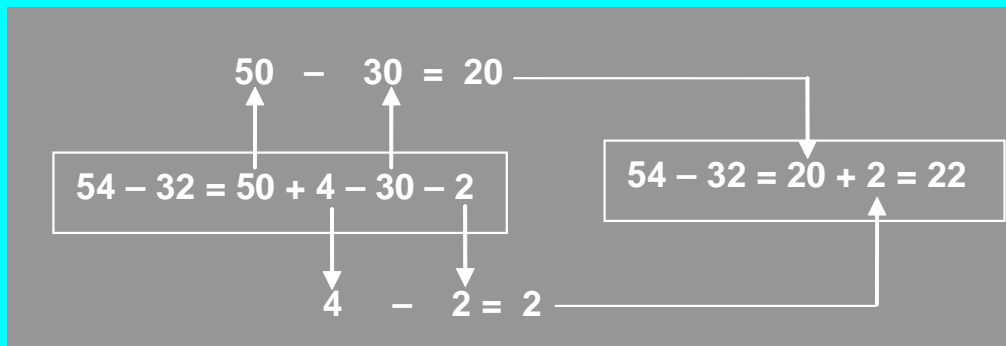 50 – 30 = 20
54 – 32 = 50 + 4 – 30 – 2
54 – 32 = 20 + 2 = 22
4 – 2 = 2